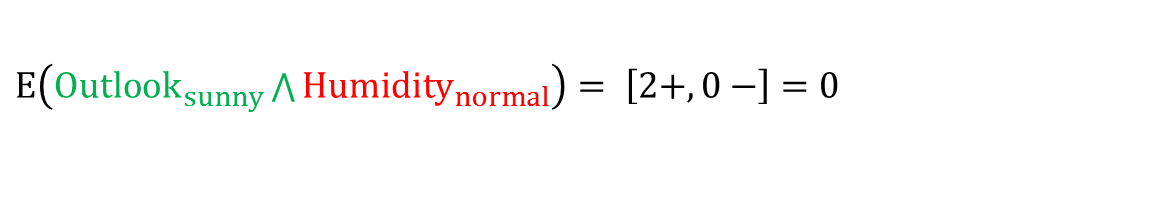 E(Outlook_sunny ∧ Humidity_normal) = [2+, 0 −] = 0